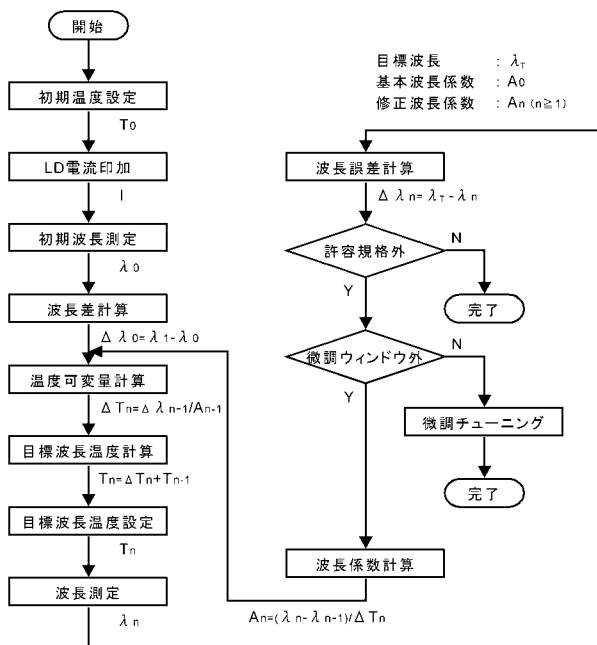 開始
初期温度設定
T0
LD電流印加
I
初期波長測定
λ0
波長差計算
Δλ0=λ1-λ0
温度可変量計算
ΔTn=Δλn-1/An-1
目標波長温度計算
Tn=ΔTn+Tn-1
目標波長温度設定
Tn
波長測定
λn
目標波長 : λT
基本波長係数 : A0
修正波長係数 : An (n≧1)
波長誤差計算
Δλn=λT-λn
許容規格外
N
Y
完了
微調ウィンドウ外
N
Y
微調チューニング
完了
波長係数計算
An=(λn-λn-1)/ΔTn